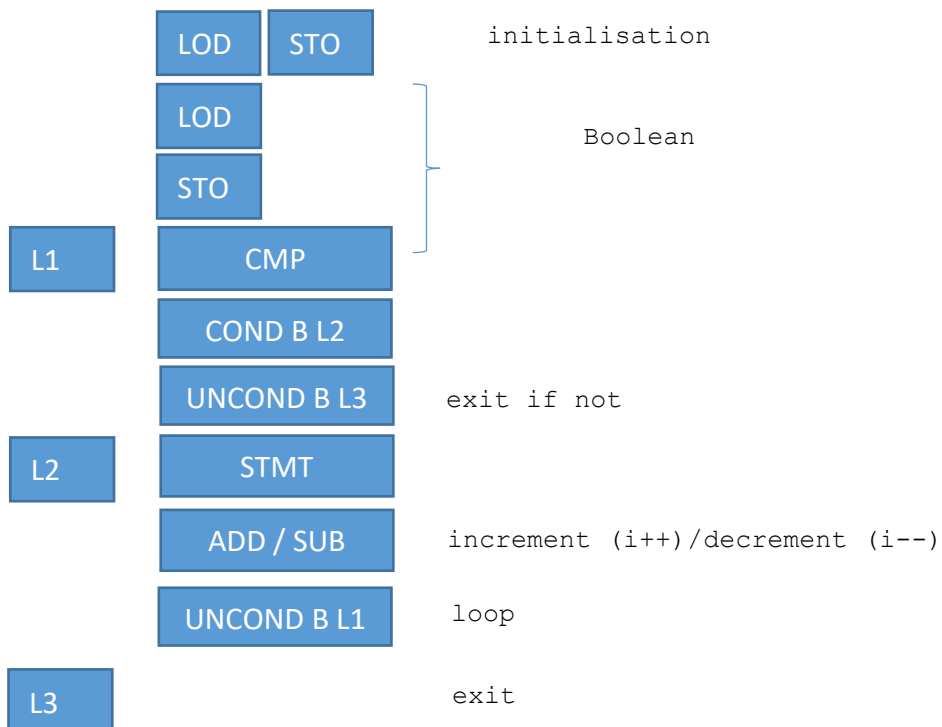 LOD STO initialisation
LOD
Boolean
STO
L1 CMP
COND B L2
UNCOND B L3 exit if not
L2 STMT
ADD / SUB increment (i++)/decrement (i--)
UNCOND B L1 loop
L3 exit